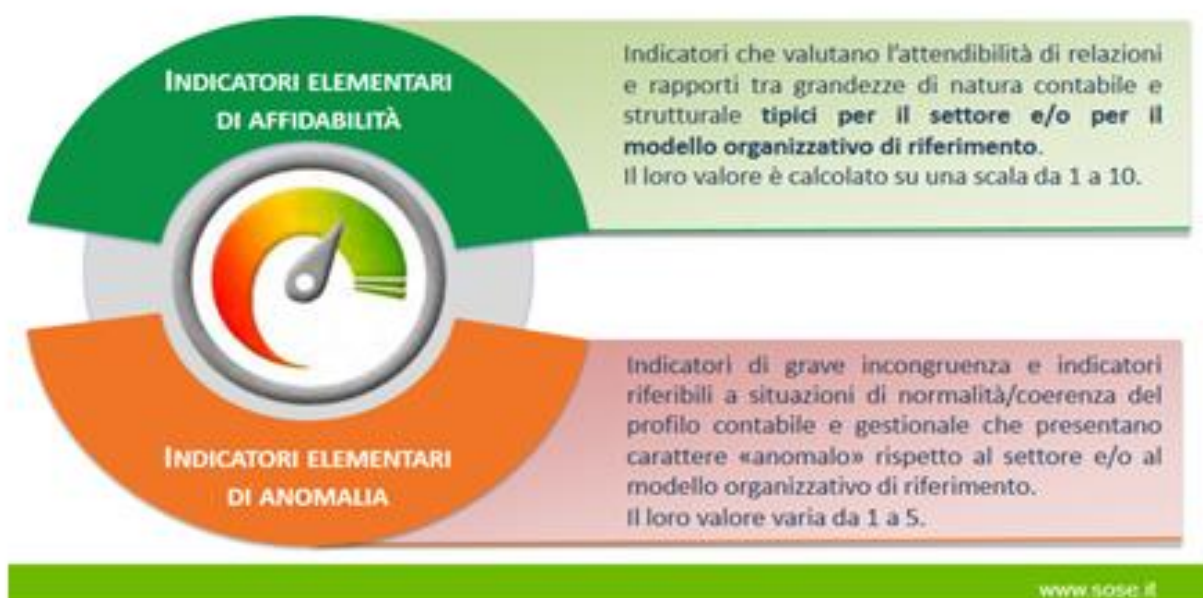 INDICATORI ELEMENTARI
DI AFFIDABILITÀ
Indicatori che valutano l'attendibilità di relazioni
e rapporti tra grandezze di natura contabile e
strutturale tipici per il settore e/o per il
modello organizzativo di riferimento.
Il loro valore è calcolato su una scala da 1 a 10.
INDICATORI ELEMENTARI
DI ANOMALIA
Indicatori di grave incongruenza e indicatori
riferibili a situazioni di normalità/coerenza del
profilo contabile e gestionale che presentano
carattere «anomalo» rispetto al settore e/o al
modello organizzativo di riferimento.
Il loro valore varia da 1 a 5.
www.sose.it